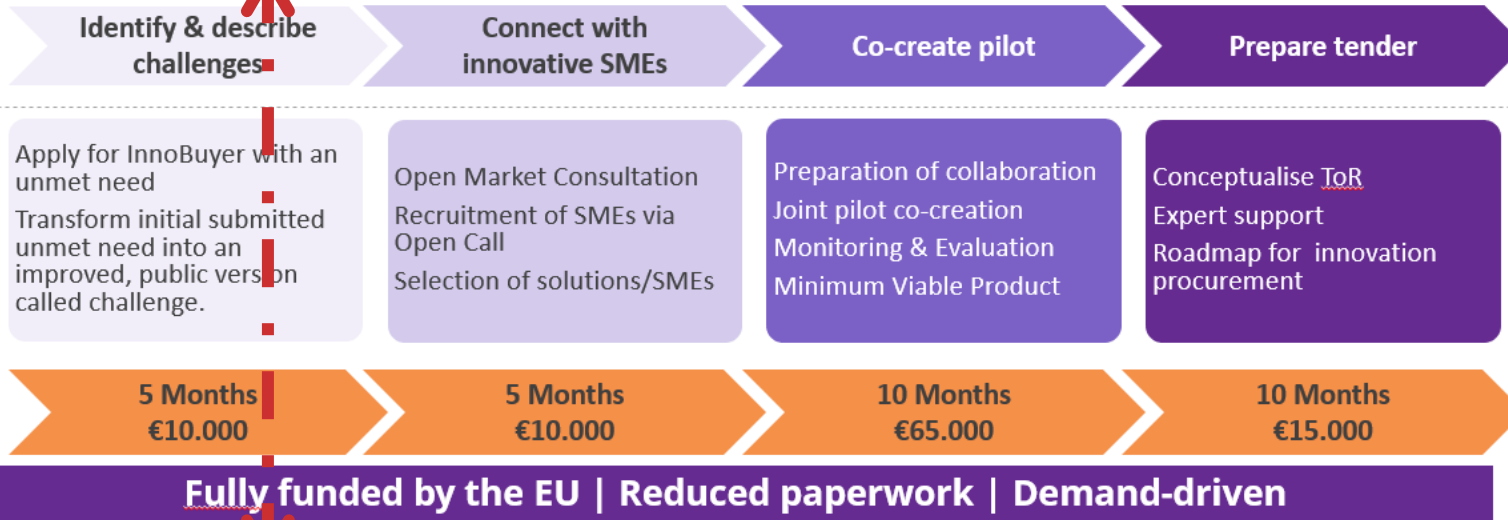 Identify & describe
challenges
Connect with
innovative SMEs
Co-create pilot
Prepare tender
Apply for InnoBuyer with an
unmet need
Transform initial submitted
unmet need into an
improved, public version
called challenge.
Open Market Consultation
Recruitment of SMEs via
Open Call
Selection of solutions/SMEs
Preparation of collaboration
Joint pilot co-creation
Monitoring & Evaluation
Minimum Viable Product
Conceptualise ToR
Expert support
Roadmap for  innovation
procurement
5 Months
€10.000
5 Months
€10.000
10 Months
€65.000
10 Months
€15.000
Fully funded by the EU | Reduced paperwork | Demand-driven